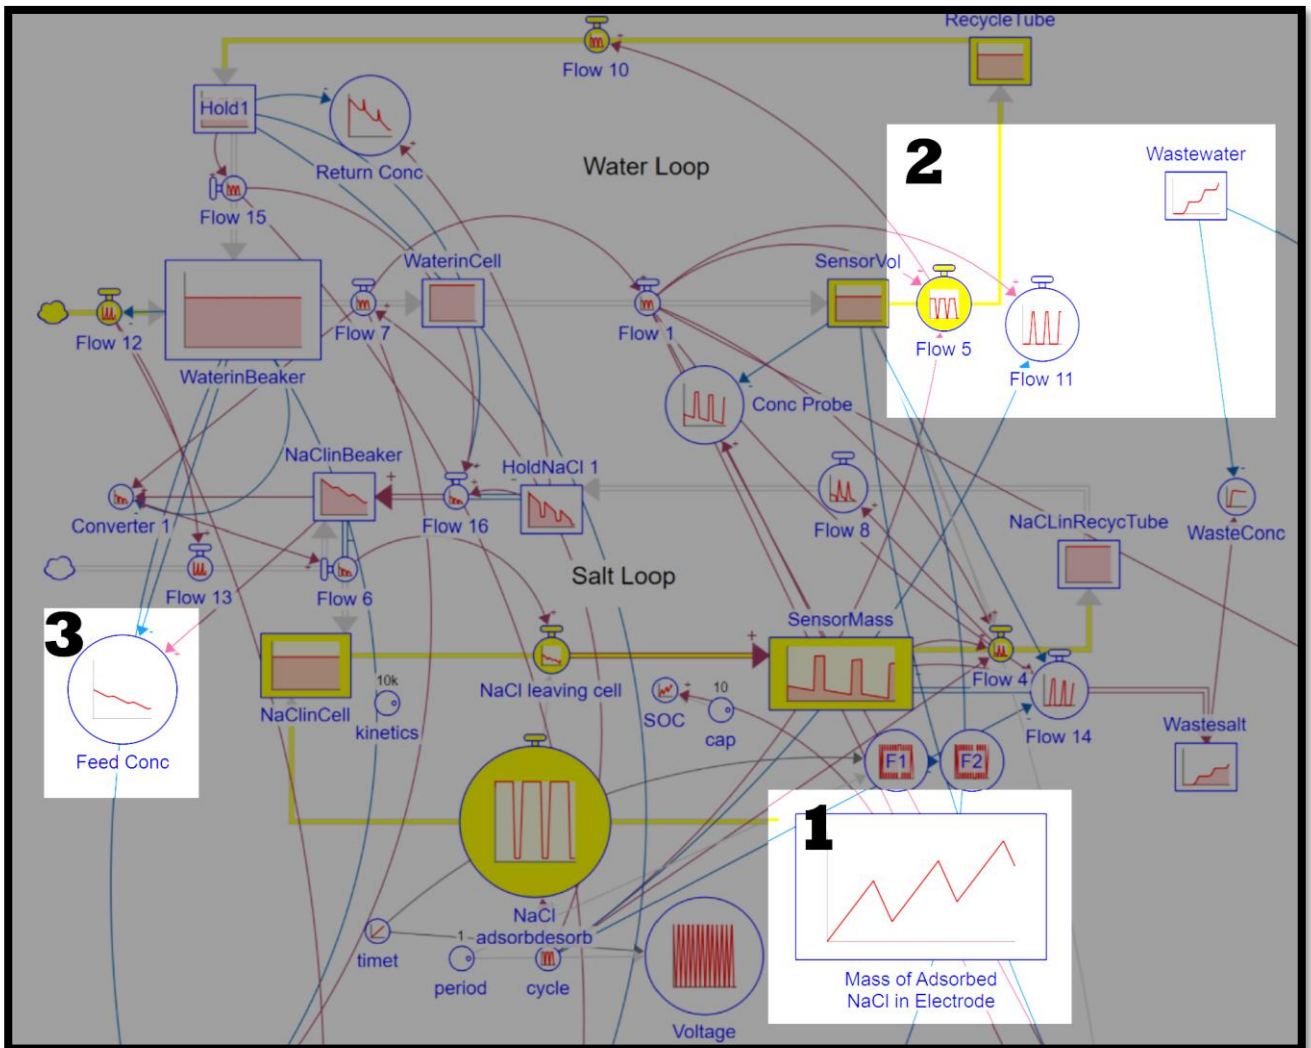 RecycleTube
Flow 10
Hold1
Return Conc
Water Loop
2
Wastewater
Flow 15
WaterinCell
SensorVol
Flow 12
Flow 7
Flow 1
Flow 5
Flow 11
WaterinBeaker
Conc Probe
NaClinBeaker
HoldNaCl 1
Converter 1
Flow 16
Flow 8
NaCLinRecycTube
WasteConc
Salt Loop
Flow 13
Flow 6
SensorMass
3
NaClinCell
10k
kinetics
NaCl leaving cell
SOC
10
cap
Flow 4
Flow 14
Wastesalt
Feed Conc
F1
F2
1
NaCl
adsorbdesorb
timet
1
period
cycle
Voltage
Mass of Adsorbed
NaCl in Electrode